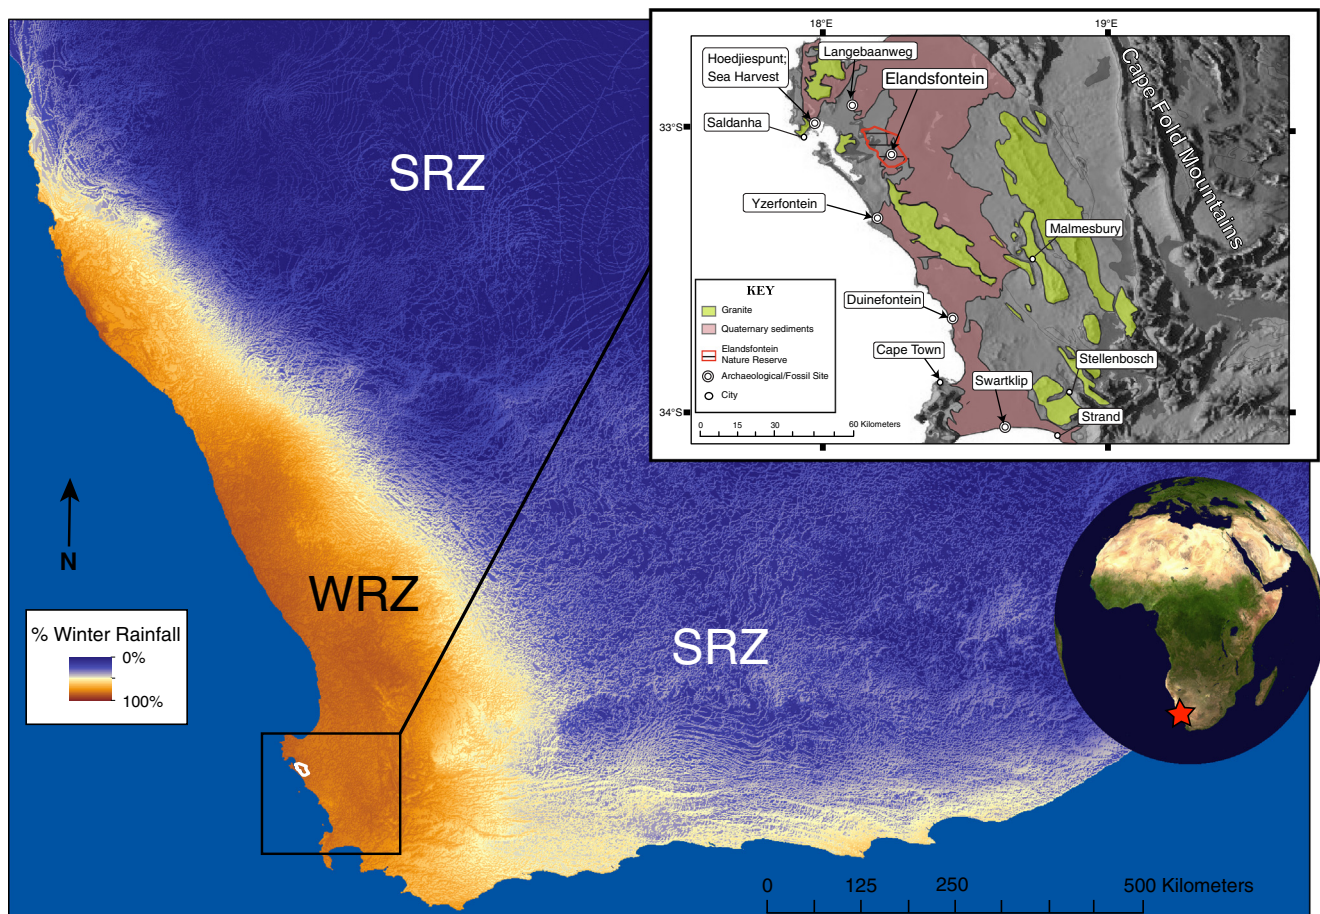 18°E
19°E
Hoedjiespunt;
Sea Harvest
Langebaanweg
Elandsfontein
Cape Fold Mountains
33°S
Saldanha
SRZ
Yzerfontein
Malmesbury
KEY
Granite
Quaternary sediments
Elandsfontein
Nature Reserve
Archaeological/Fossil Site
City
Duinefontein
Cape Town
Stellenbosch
Swartklip
Strand
34°S
0 15 30 60 Kilometers
N
WRZ
SRZ
% Winter Rainfall
0%
100%
0 125 250 500 Kilometers